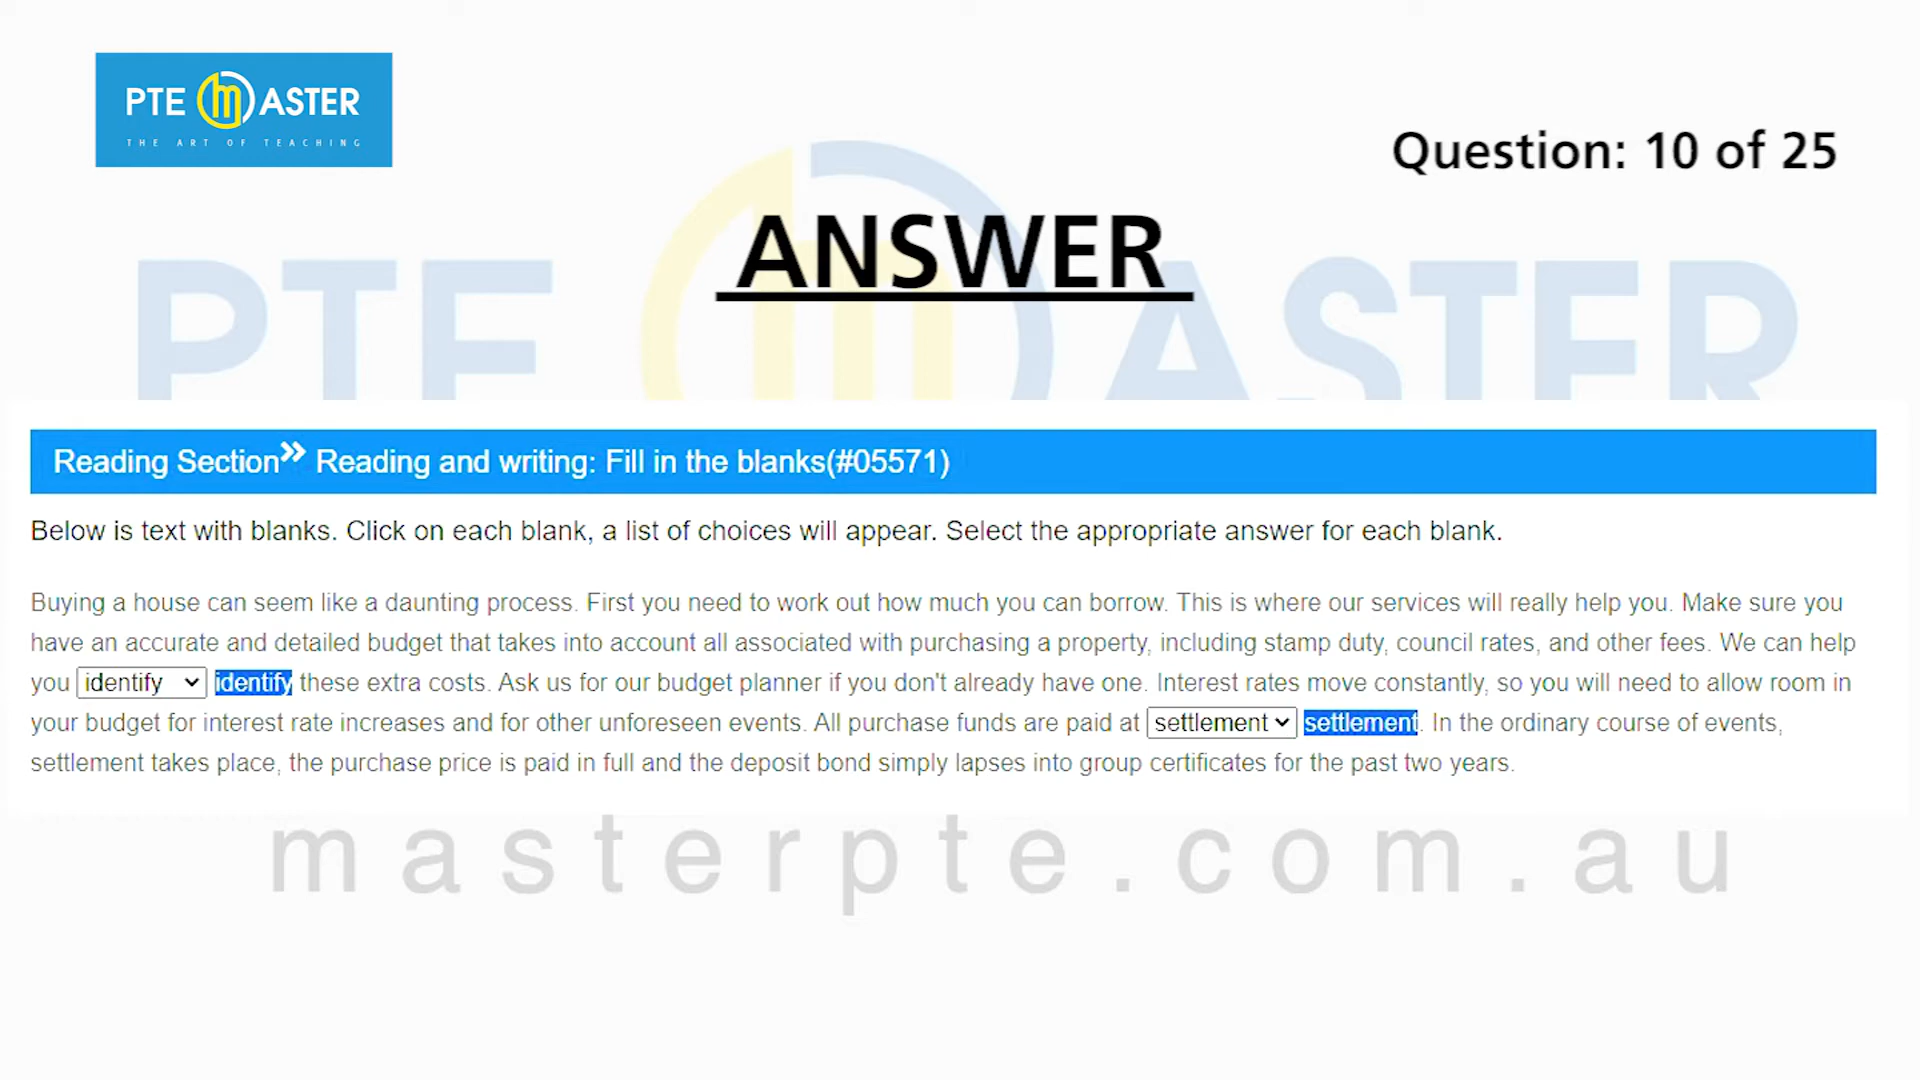 PTE MASTER
THE ART OF TEACHING
Question: 10 of 25
ANSWER
PTE MASTER
Reading Section» Reading and writing: Fill in the blanks(#05571)
Below is text with blanks. Click on each blank, a list of choices will appear. Select the appropriate answer for each blank.
Buying a house can seem like a daunting process. First you need to work out how much you can borrow. This is where our services will really help you. Make sure you
have an accurate and detailed budget that takes into account all associated with purchasing a property, including stamp duty, council rates, and other fees. We can help
you identify identify these extra costs. Ask us for our budget planner if you don't already have one. Interest rates move constantly, so you will need to allow room in
your budget for interest rate increases and for other unforeseen events. All purchase funds are paid at settlement settlement. In the ordinary course of events,
settlement takes place, the purchase price is paid in full and the deposit bond simply lapses into group certificates for the past two years.
masterpte.com.au